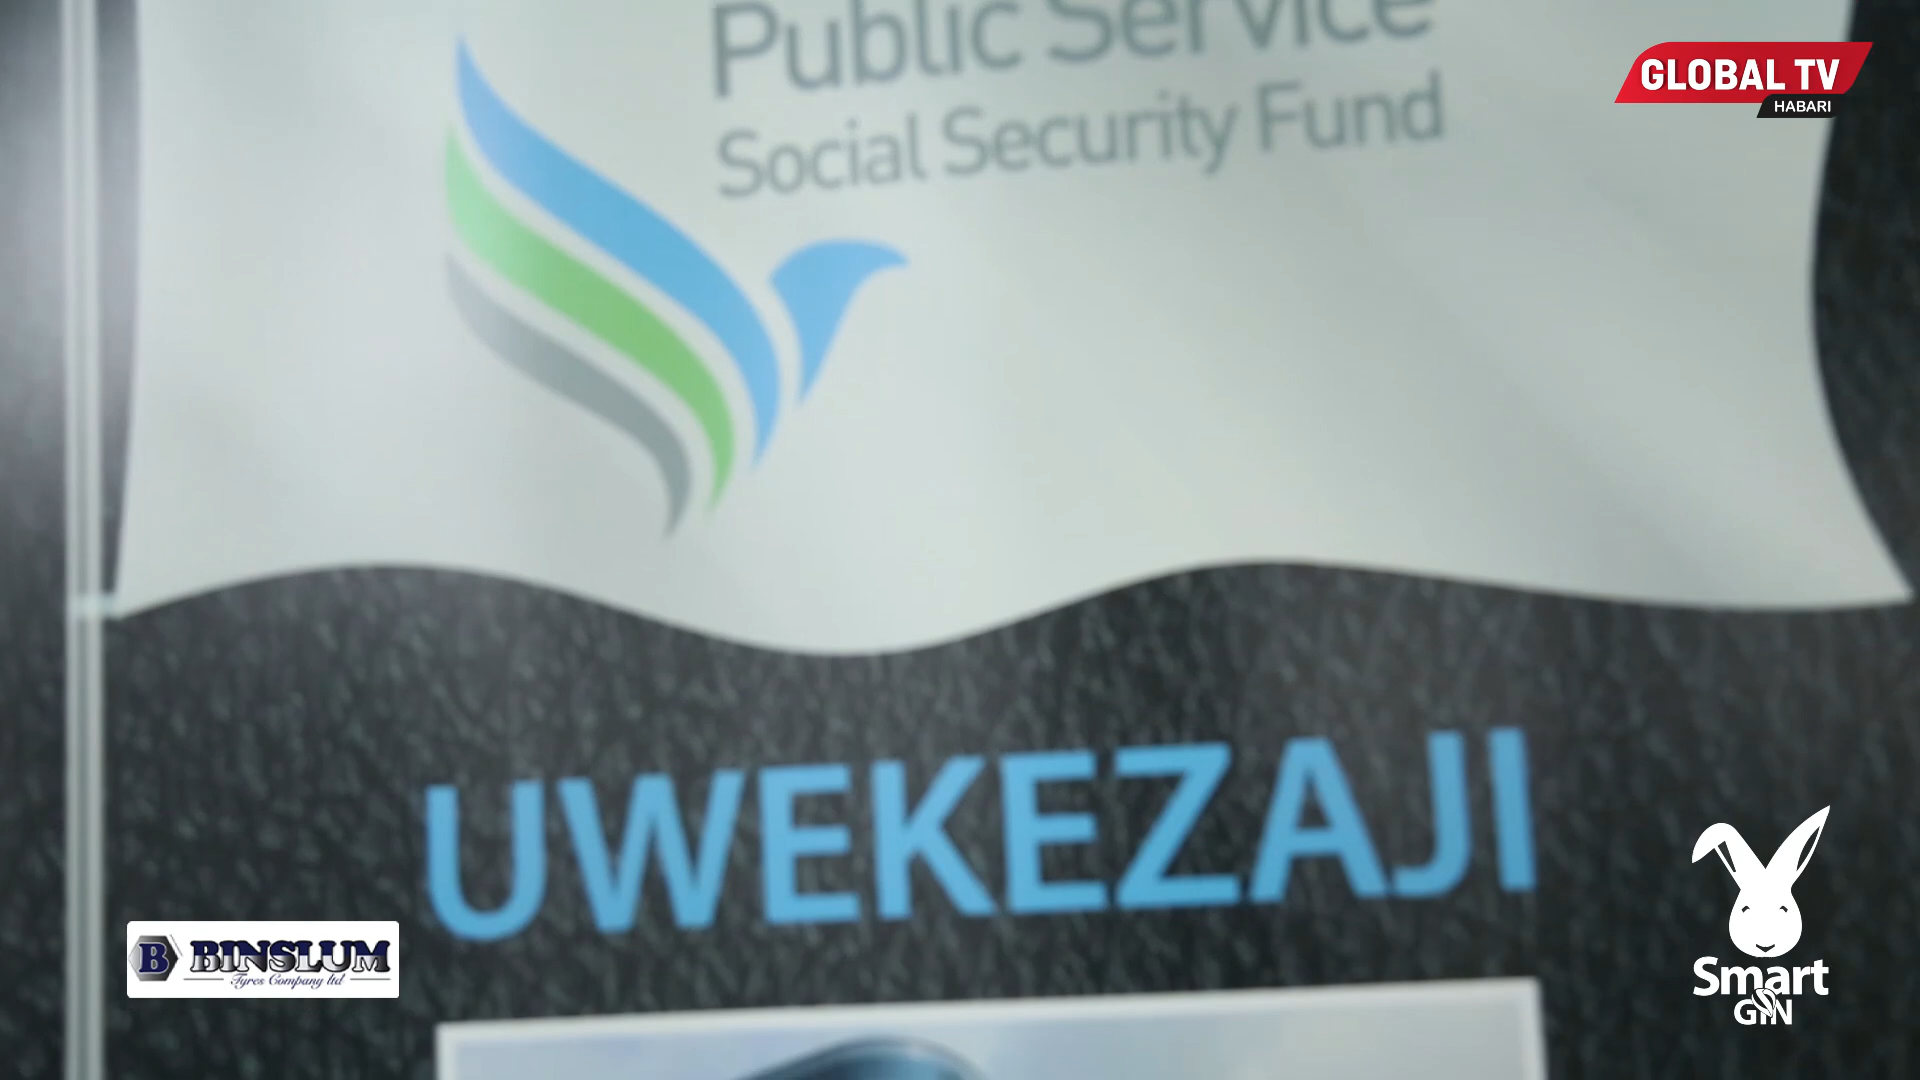 Public Service
Social Security Fund
GLOBAL TV
HABARI
UWEKEZAJI
B BINSLUM
Tyres Company ltd
Smart
GIN